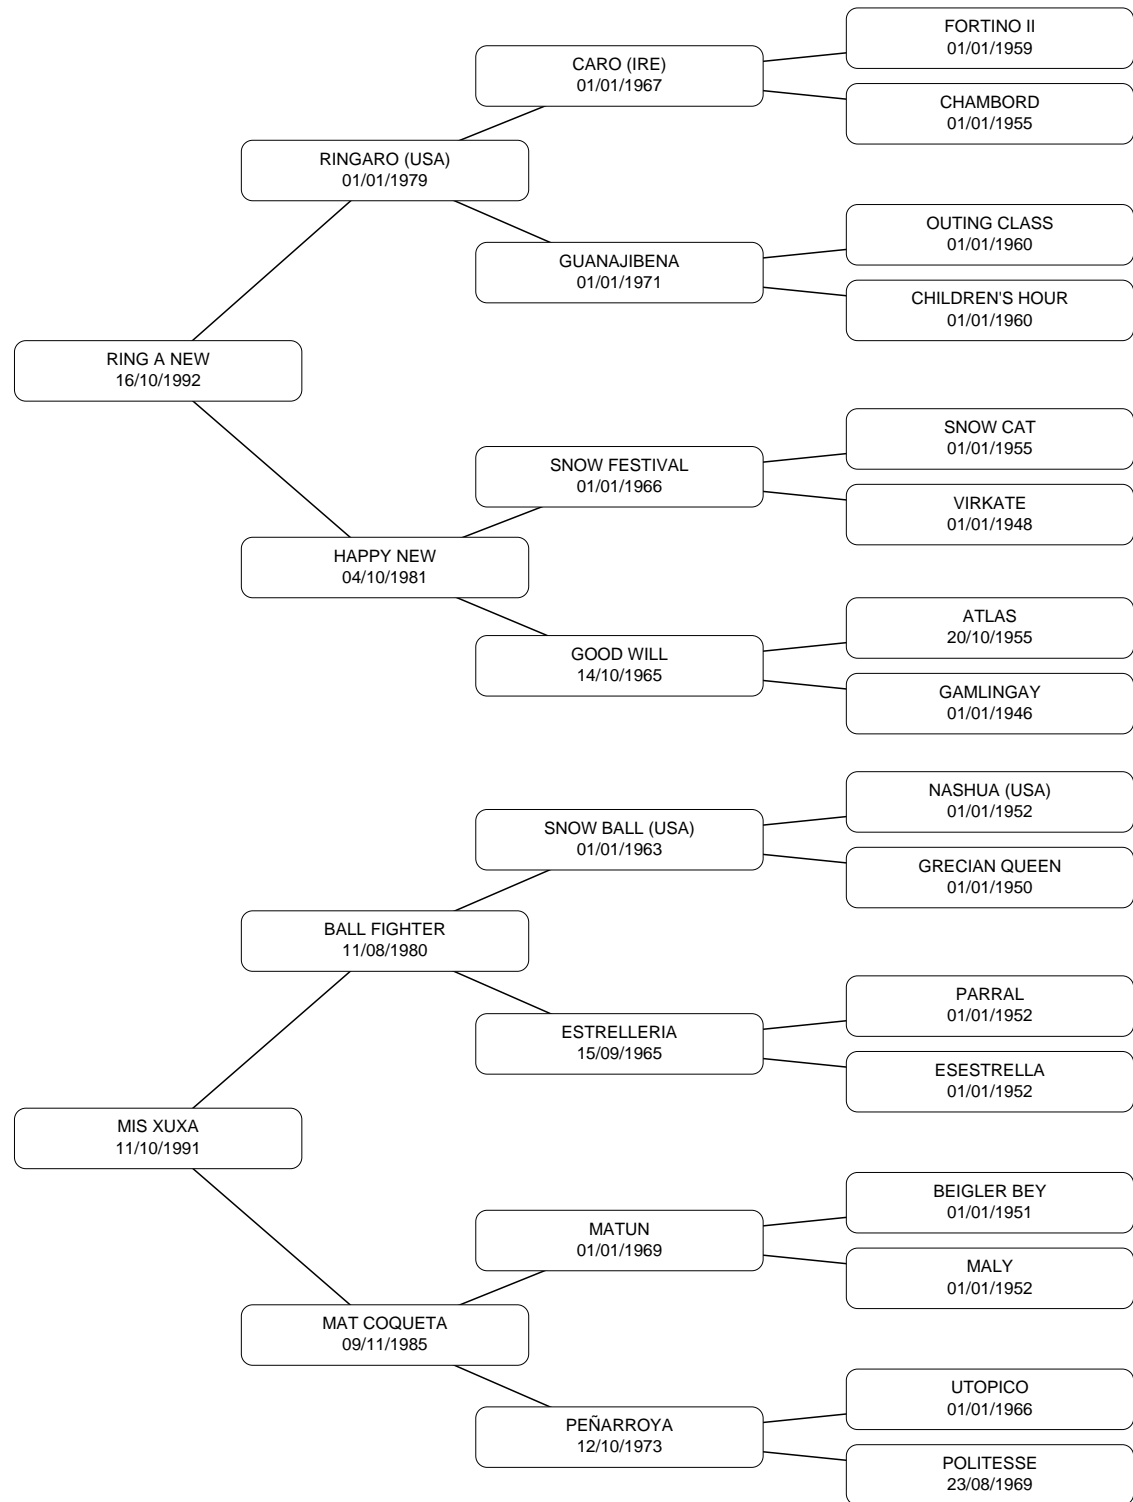 FORTINO II
01/01/1959
CARO (IRE)
01/01/1967
CHAMBORD
01/01/1955
RINGARO (USA)
01/01/1979
OUTING CLASS
01/01/1960
GUANAJIBENA
01/01/1971
CHILDREN'S HOUR
01/01/1960
RING A NEW
16/10/1992
SNOW CAT
01/01/1955
SNOW FESTIVAL
01/01/1966
VIRKATE
01/01/1948
HAPPY NEW
04/10/1981
ATLAS
20/10/1955
GOOD WILL
14/10/1965
GAMLINGAY
01/01/1946
NASHUA (USA)
01/01/1952
SNOW BALL (USA)
01/01/1963
GRECIAN QUEEN
01/01/1950
BALL FIGHTER
11/08/1980
PARRAL
01/01/1952
ESTRELLERIA
15/09/1965
ESESTRELLA
01/01/1952
MIS XUXA
11/10/1991
BEIGLER BEY
01/01/1951
MATUN
01/01/1969
MALY
01/01/1952
MAT COQUETA
09/11/1985
UTOPICO
01/01/1966
PEÑARROYA
12/10/1973
POLITESSE
23/08/1969